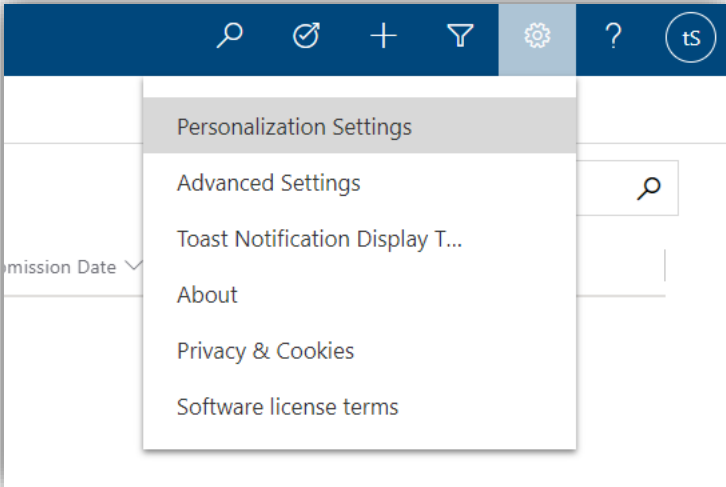 ? tS
Personalization Settings
Advanced Settings
Toast Notification Display T...
mission Date
About
Privacy & Cookies
Software license terms